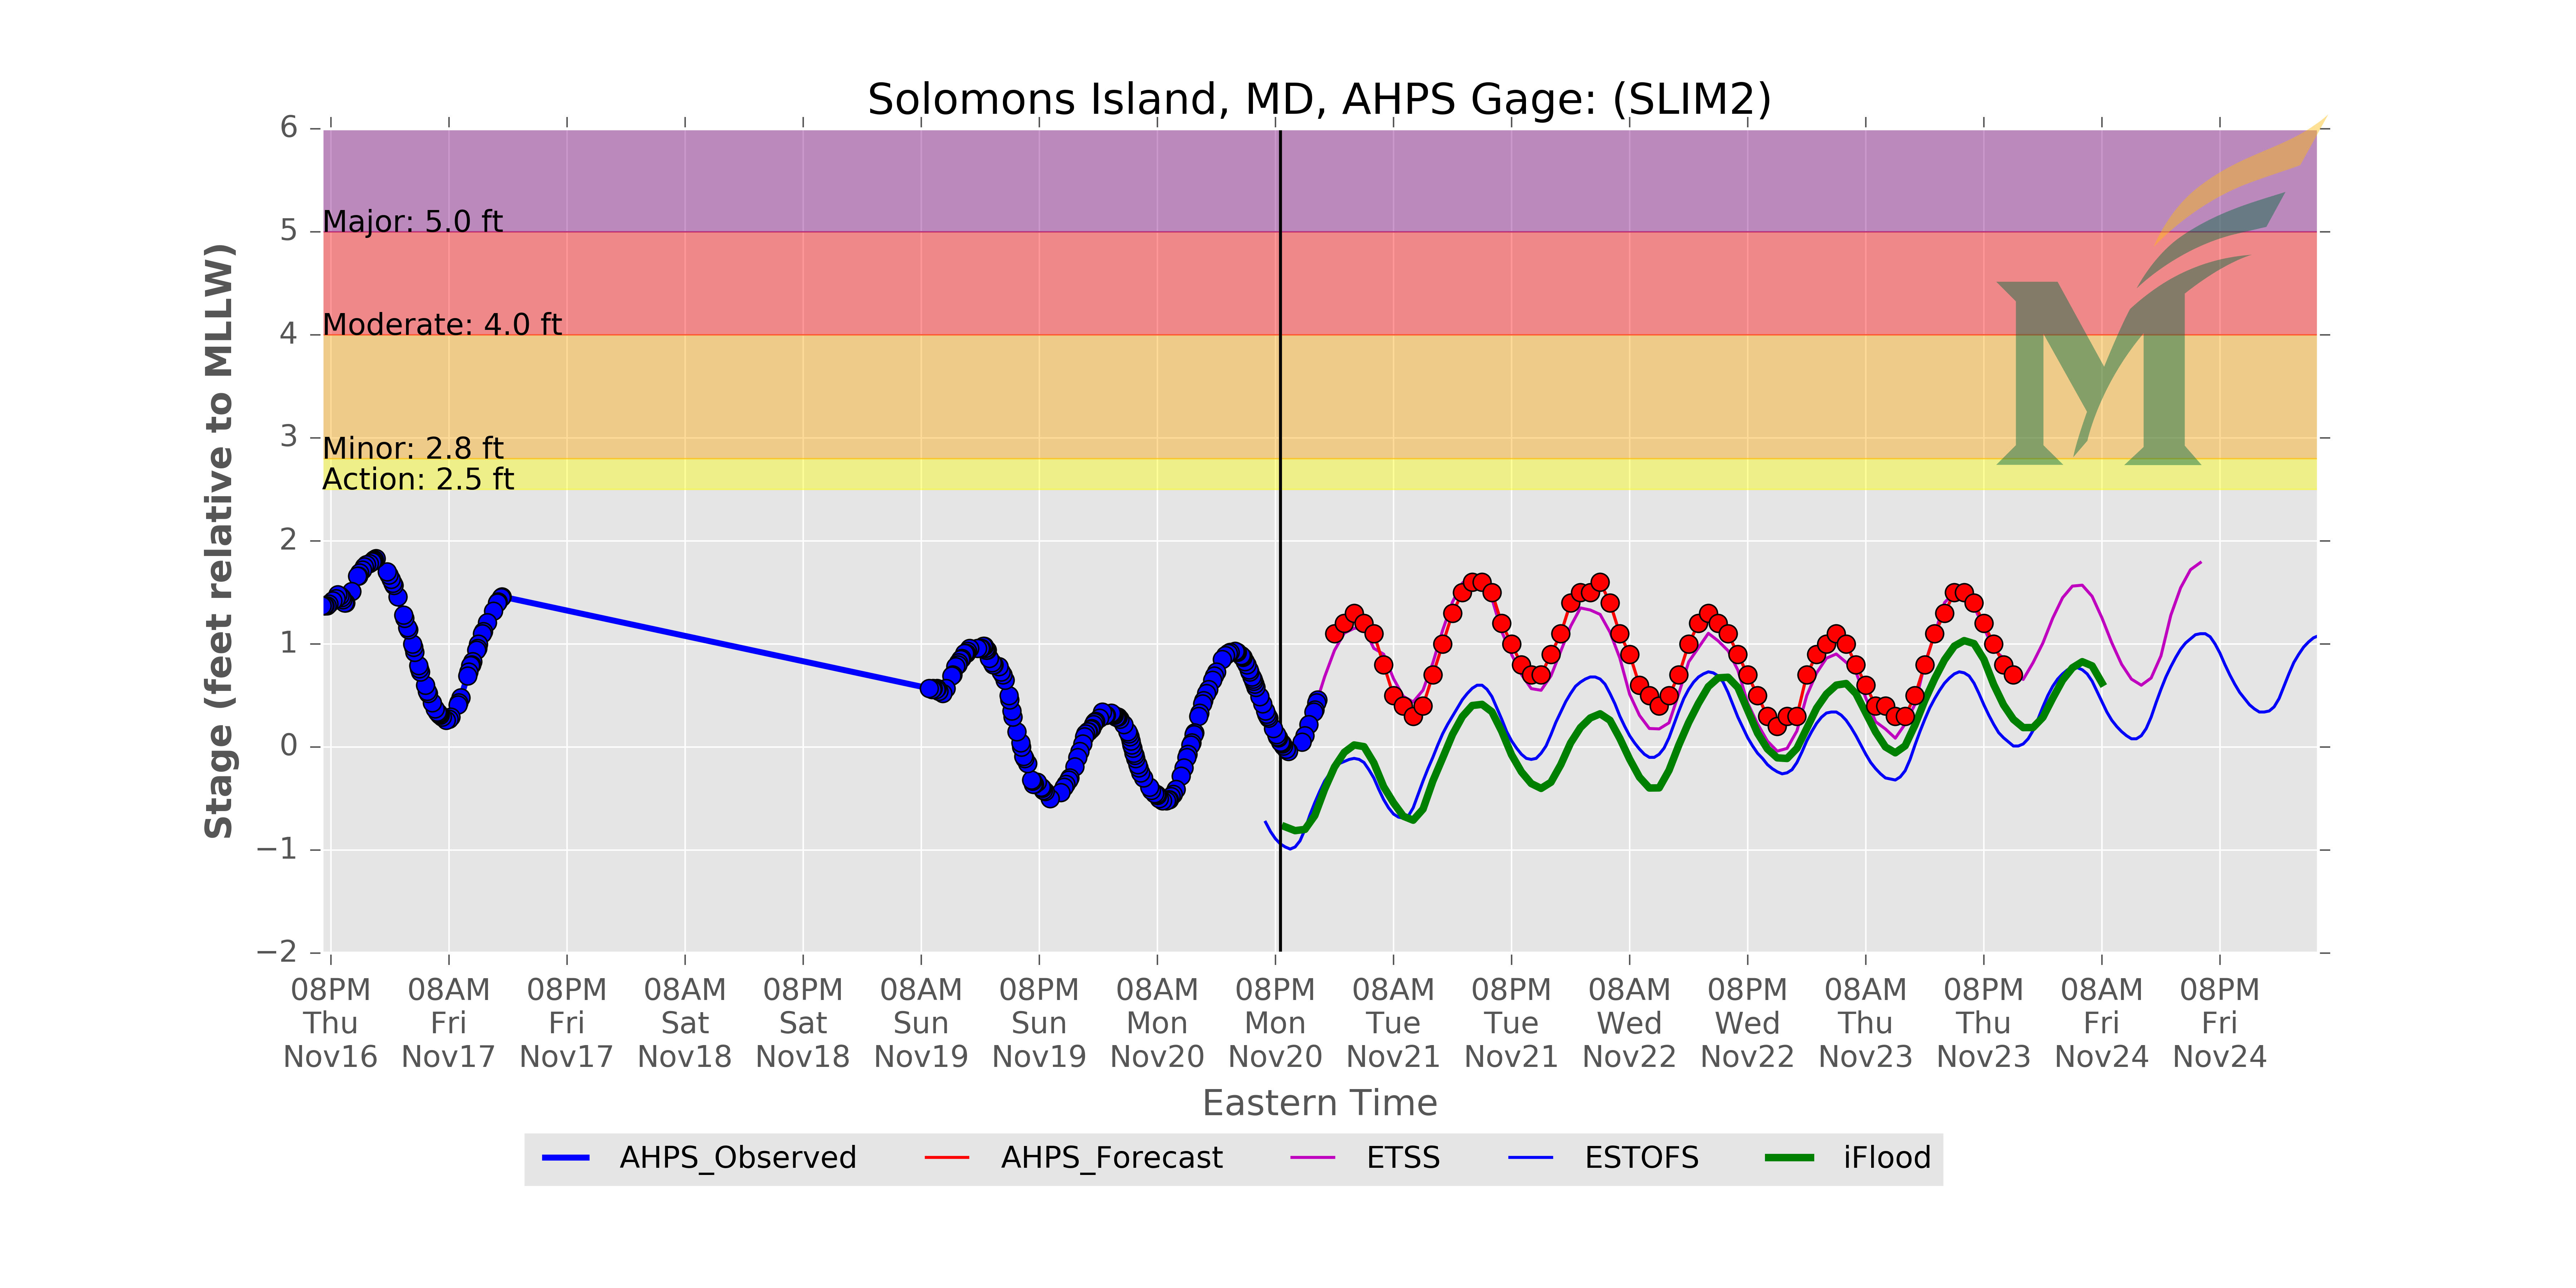 Solomons Island, MD, AHPS Gage: (SLIM2)
6
5
4
3
2
1
0
−1
−2
Stage (feet relative to MLLW)
Major: 5.0 ft
Moderate: 4.0 ft
Minor: 2.8 ft
Action: 2.5 ft
M
08PM 08AM 08PM 08AM 08PM 08AM 08PM 08AM 08PM 08AM 08PM 08AM 08PM 08AM 08PM 08AM 08PM
Thu Fri Fri Sat Sat Sun Sun Mon Mon Tue Tue Wed Wed Thu Thu Fri Fri
Nov16 Nov17 Nov17 Nov18 Nov18 Nov19 Nov19 Nov20 Nov20 Nov21 Nov21 Nov22 Nov22 Nov23 Nov23 Nov24 Nov24
Eastern Time
AHPS_Observed AHPS_Forecast ETSS ESTOFS iFlood